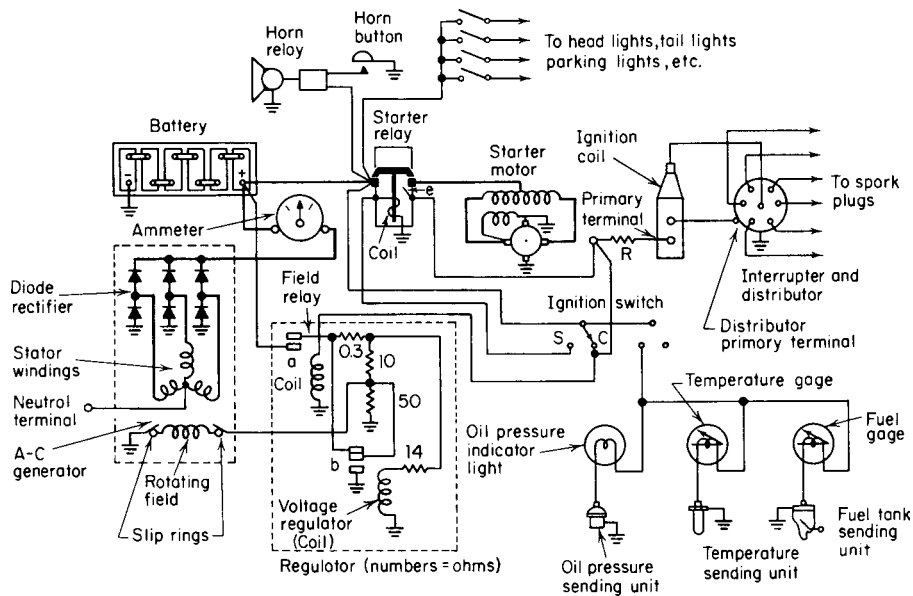 Horn
relay
Horn
button
To head lights, tail lights
parking lights, etc.
Battery
Starter
relay
Starter
motor
Ignition
coil
- +
e
Primary
terminal
To spark
plugs
Ammeter
Coil
R
Interrupter and
distributor
Diode
rectifier
Field
relay
Ignition switch
S C
Distributor
primary terminal
a
0.3
10
Coil
Stator
windings
50
Temperature gage
Neutral
terminal
Fuel
gage
A-C
generator
Oil pressure
indicator
light
b
14
Rotating
field
Voltage
regulator
(Coil)
Slip rings
Fuel tank
sending
unit
Regulator (numbers = ohms)
Oil pressure
sending unit
Temperature
sending unit